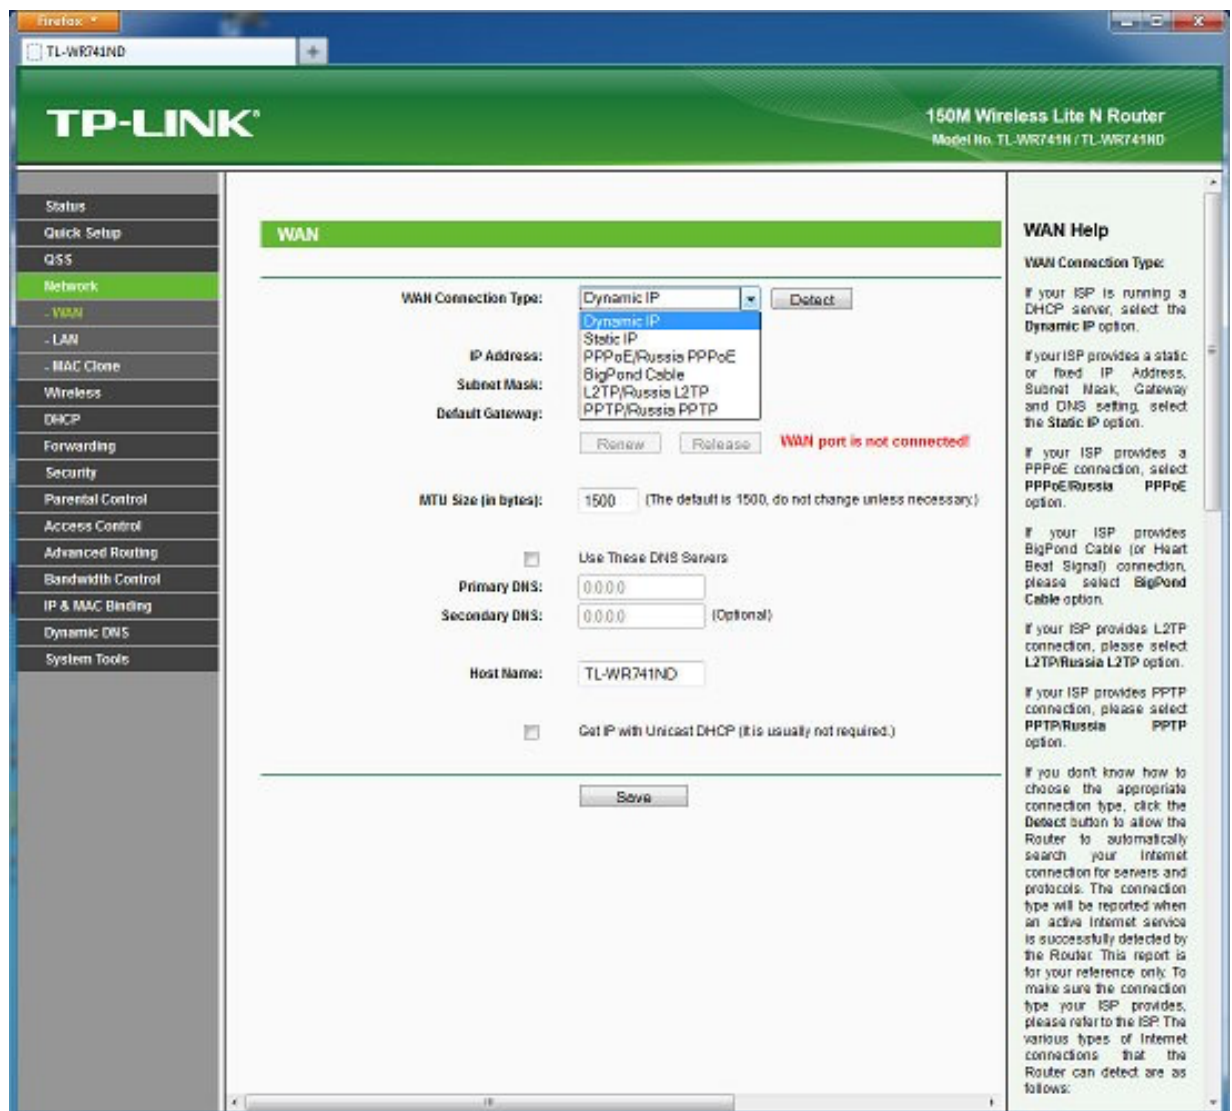 Firefox
TL-WR741ND
TP-LINK®
150M Wireless Lite N Router
Model No. TL-WR741N / TL-WR741ND
Status
Quick Setup
QSS
Network
- WAN
- LAN
- MAC Clone
Wireless
DHCP
Forwarding
Security
Parental Control
Access Control
Advanced Routing
Bandwidth Control
IP & MAC Binding
Dynamic DNS
System Tools
WAN
WAN Connection Type:
Dynamic IP
Detect
Dynamic IP
Static IP
PPPoE/Russia PPPoE
BigPond Cable
L2TP/Russia L2TP
PPTP/Russia PPTP
IP Address:
Subnet Mask:
Default Gateway:
Renew
Release
WAN port is not connected!
MTU Size (in bytes):
1500
(The default is 1500, do not change unless necessary.)
Use These DNS Servers
Primary DNS:
0.0.0.0
Secondary DNS:
0.0.0.0
(Optional)
Host Name:
TL-WR741ND
Get IP with Unicast DHCP (It is usually not required.)
Save
WAN Help
WAN Connection Type:
If your ISP is running a
DHCP server, select the
Dynamic IP option.
If your ISP provides a static
or fixed IP Address,
Subnet Mask, Gateway
and DNS setting, select
the Static IP option.
If your ISP provides a
PPPoE connection, select
PPPoE/Russia PPPoE
option.
If your ISP provides
BigPond Cable (or Heart
Beat Signal) connection,
please select BigPond
Cable option.
If your ISP provides L2TP
connection, please select
L2TP/Russia L2TP option.
If your ISP provides PPTP
connection, please select
PPTP/Russia PPTP
option.
If you don't know how to
choose the appropriate
connection type, click the
Detect button to allow the
Router to automatically
search your Internet
connection for servers and
protocols. The connection
type will be reported when
an active Internet service
is successfully detected by
the Router. This report is
for your reference only. To
make sure the connection
type your ISP provides,
please refer to the ISP. The
various types of Internet
connections that the
Router can detect are as
follows: